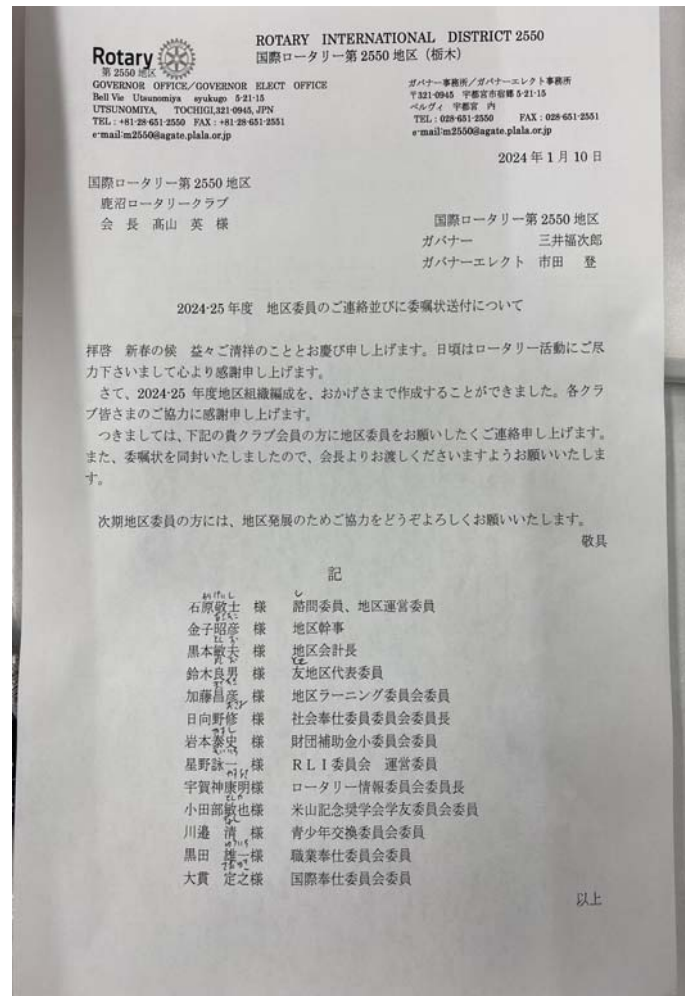 ROTARY INTERNATIONAL DISTRICT 2550
国際ロータリー第 2550 地区（栃木）
Rotary
第 2550 地区
GOVERNOR OFFICE/GOVERNOR ELECT OFFICE
Bell Vie Utsunomiya syukugo 5-21-15
UTSUNOMIYA, TOCHIGI,321-0945, JPN
TEL : +81-28-651-2550 FAX : +81-28-651-2551
e-mail:m2550@agate.plala.or.jp
ガバナー事務所／ガバナーエレクト事務所
〒321-0945 宇都宮市宿郷 5-21-15
ベルヴィ 宇都宮 内
TEL : 028-651-2550 FAX : 028-651-2551
e-mail:m2550@agate.plala.or.jp
2024 年 1 月 10 日
国際ロータリー第 2550 地区
鹿沼ロータリークラブ
会 長 髙山 英 様
国際ロータリー第 2550 地区
ガバナー 三井福次郎
ガバナーエレクト 市田 登
2024-25 年度 地区委員のご連絡並びに委嘱状送付について
拝啓 新春の候 益々ご清祥のこととお慶び申し上げます。日頃はロータリー活動にご尽
力下さいまして心より感謝申し上げます。
さて、2024-25 年度地区組織編成を、おかげさまで作成することができました。各クラ
ブ皆さまのご協力に感謝申し上げます。
つきましては、下記の貴クラブ会員の方に地区委員をお願いしたくご連絡申し上げます。
また、委嘱状を同封いたしましたので、会長よりお渡しくださいますようお願いいたしま
す。
次期地区委員の方には、地区発展のためご協力をどうぞよろしくお願いいたします。
敬具
記
石原敬士 様 諮問委員、地区運営委員
金子昭彦 様 地区幹事
黒本敏夫 様 地区会計長
鈴木良男 様 友地区代表委員
加藤昌彦 様 地区ラーニング委員会委員
日向野修 様 社会奉仕委員委員会委員長
岩本泰史 様 財団補助金小委員会委員
星野詠一 様 ＲＬＩ委員会 運営委員
宇賀神康明様 ロータリー情報委員会委員長
小田部敏也様 米山記念奨学会学友委員会委員
川邉 清 様 青少年交換委員会委員
黒田 雄一様 職業奉仕委員会委員
大貫 定之様 国際奉仕委員会委員
以上